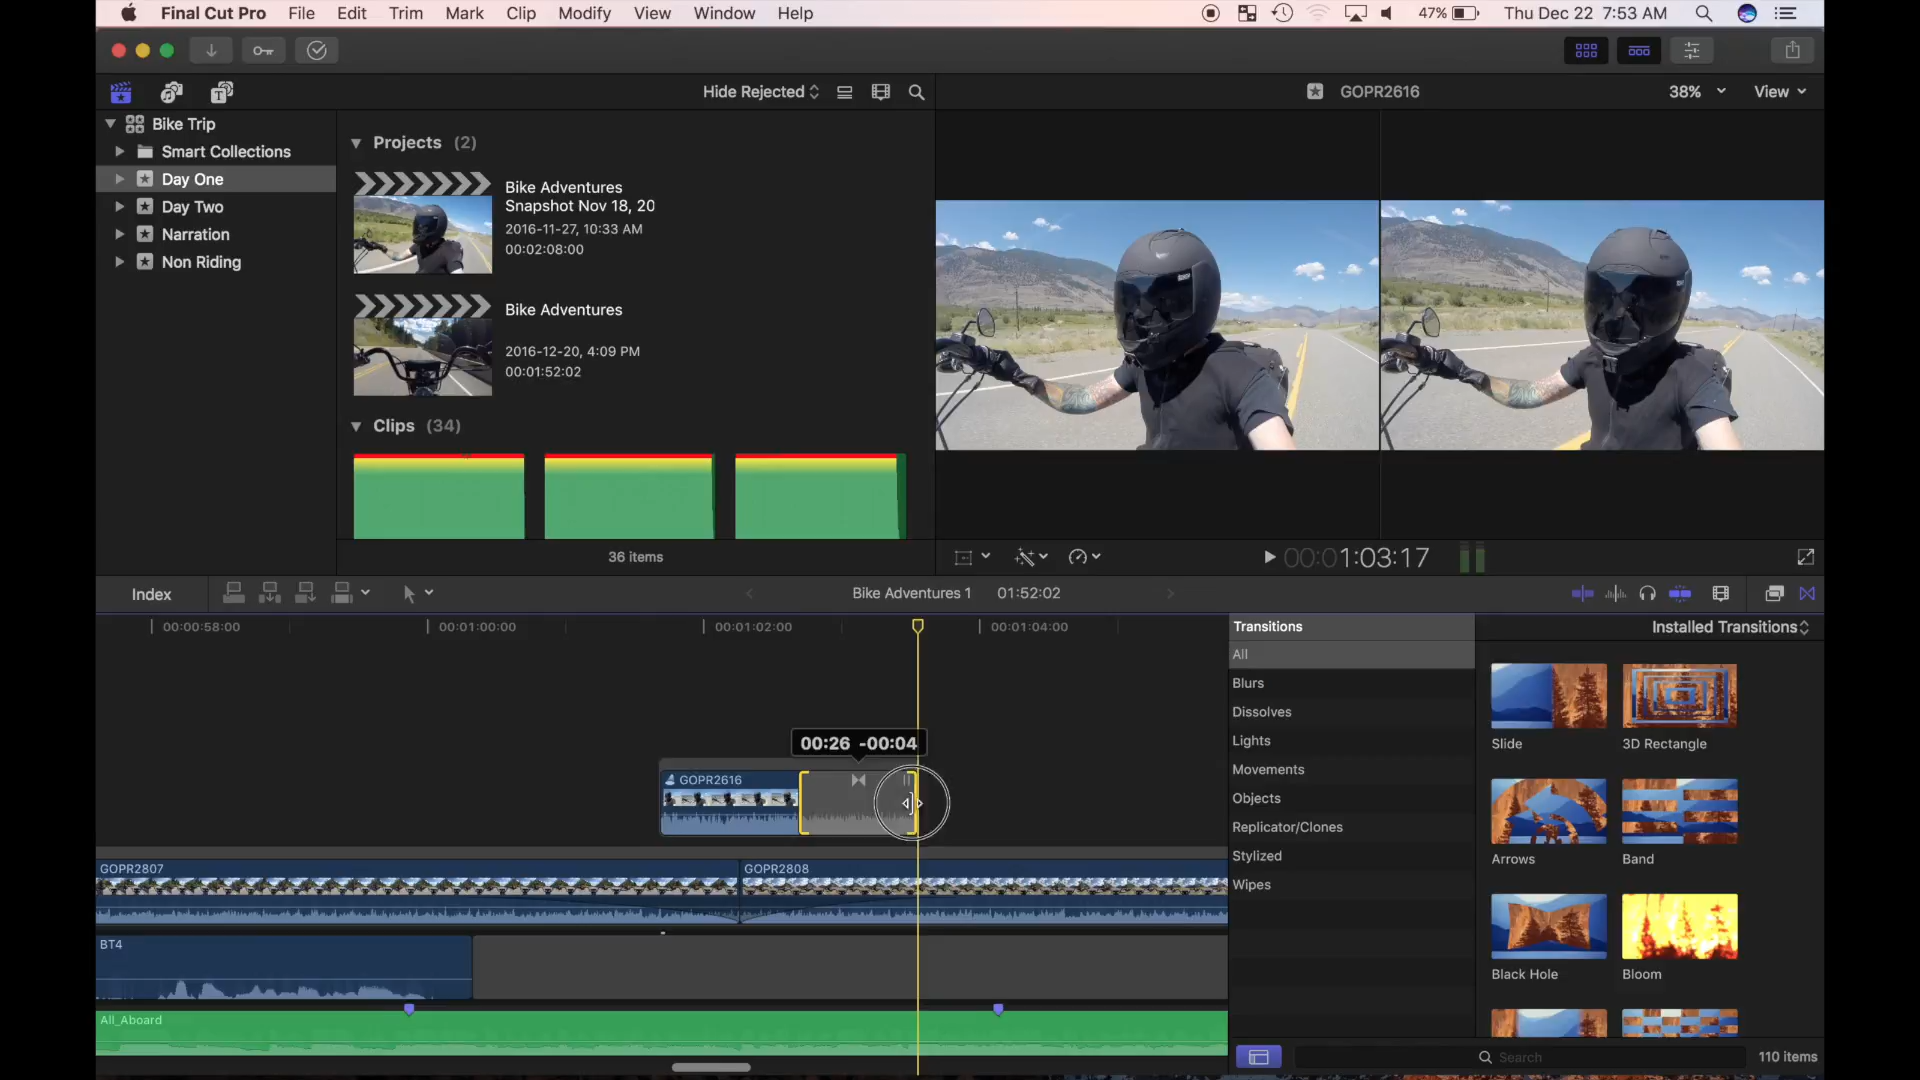 Final Cut Pro File Edit Trim Mark Clip Modify View Window Help 47% Thu Dec 22 7:53 AM
Hide Rejected GOPR2616 38% View
Bike Trip
Smart Collections
Day One
Day Two
Narration
Non Riding
Projects (2)
Bike Adventures
Snapshot Nov 18, 20
2016-11-27, 10:33 AM
00:02:08:00
Bike Adventures
2016-12-20, 4:09 PM
00:01:52:02
Clips (34)
36 items
00:01:03:17
Index Bike Adventures 1 01:52:02
00:00:58:00 00:01:00:00 00:01:02:00 00:01:04:00
00:26 -00:04
GOPR2616
GOPR2807 GOPR2808
BT4
All_Aboard
Transitions Installed Transitions
All
Blurs
Dissolves
Lights
Movements
Objects
Replicator/Clones
Stylized
Wipes
Slide 3D Rectangle
Arrows Band
Black Hole Bloom
Search 110 items